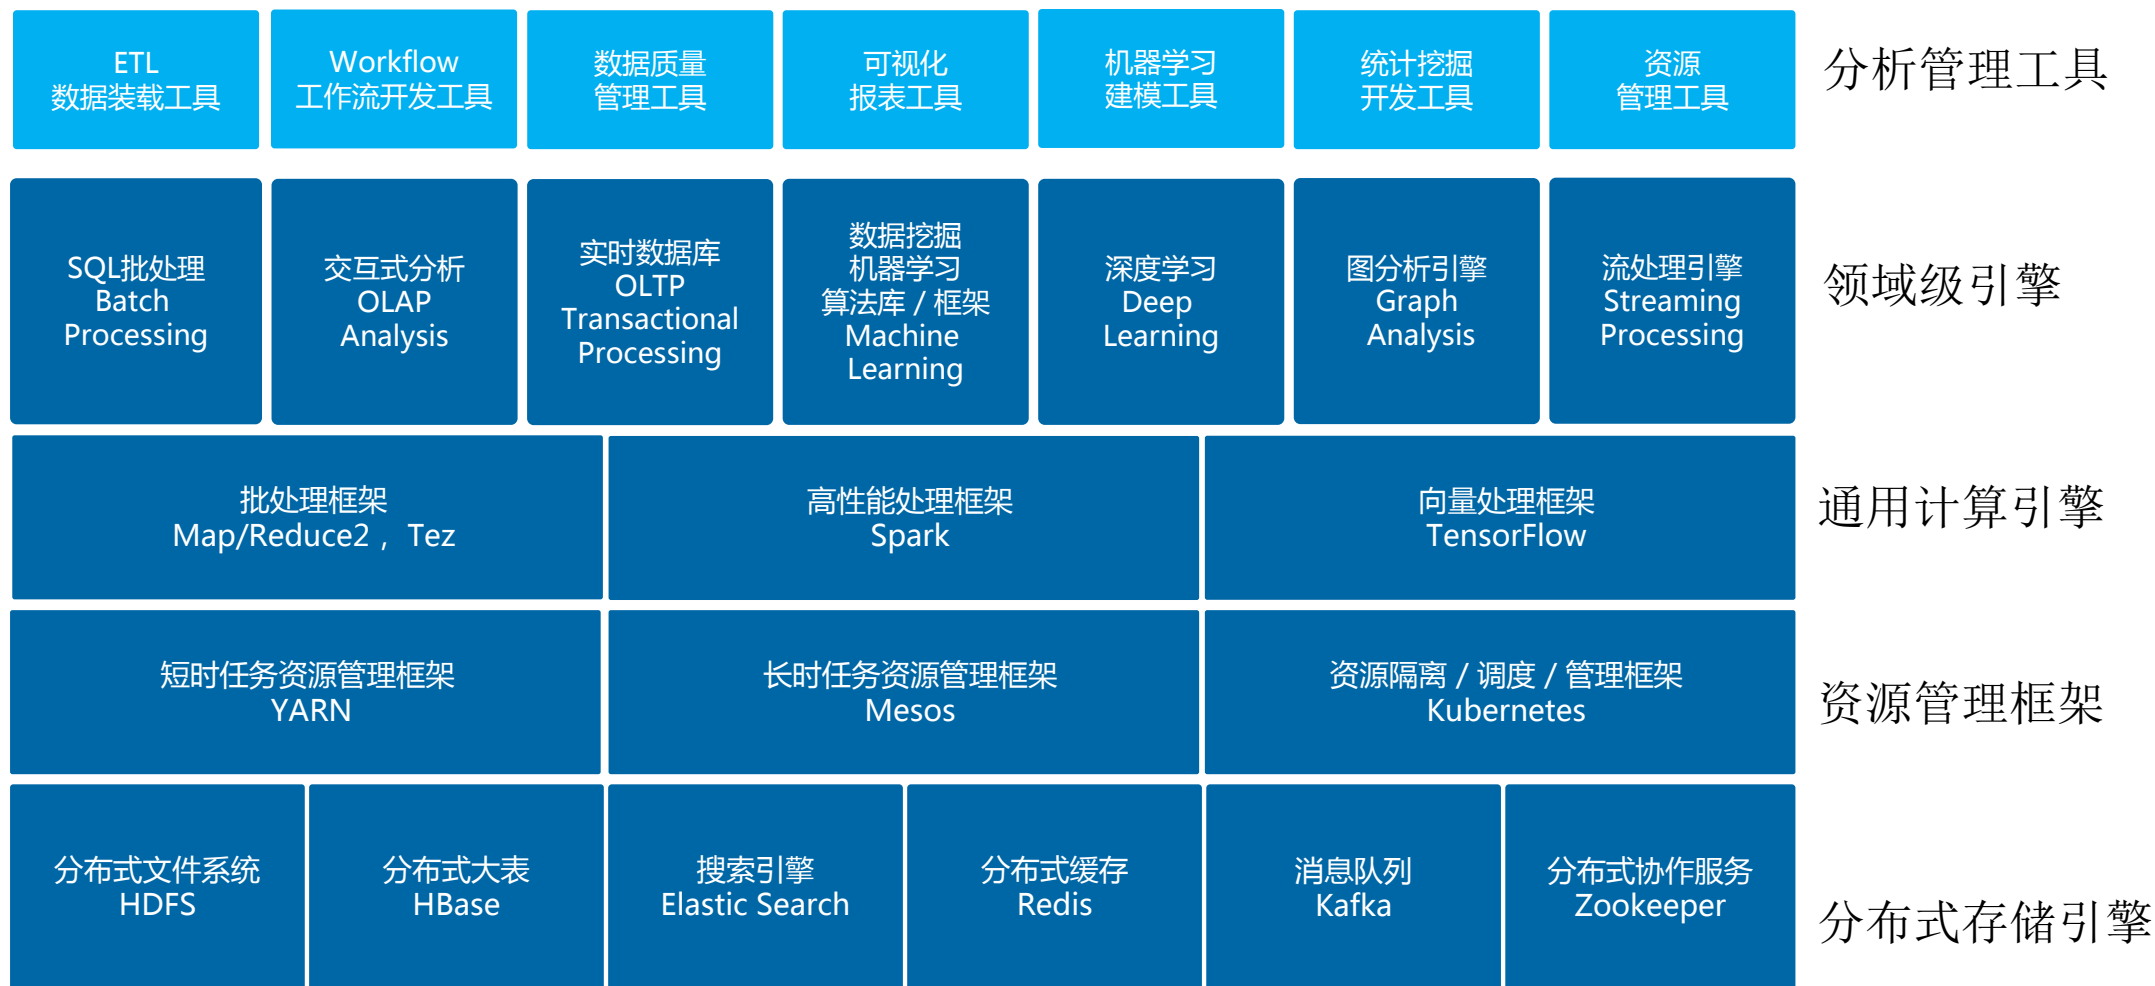 ETL
数据装载工具
Workflow
工作流开发工具
数据质量
管理工具
可视化
报表工具
机器学习
建模工具
统计挖掘
开发工具
资源
管理工具
分析管理工具
SQL批处理
Batch
Processing
交互式分析
OLAP
Analysis
实时数据库
OLTP
Transactional
Processing
数据挖掘
机器学习
算法库 / 框架
Machine
Learning
深度学习
Deep
Learning
图分析引擎
Graph
Analysis
流处理引擎
Streaming
Processing
领域级引擎
批处理框架
Map/Reduce2， Tez
高性能处理框架
Spark
向量处理框架
TensorFlow
通用计算引擎
短时任务资源管理框架
YARN
长时任务资源管理框架
Mesos
资源隔离 / 调度 / 管理框架
Kubernetes
资源管理框架
分布式文件系统
HDFS
分布式大表
HBase
搜索引擎
Elastic Search
分布式缓存
Redis
消息队列
Kafka
分布式协作服务
Zookeeper
分布式存储引擎